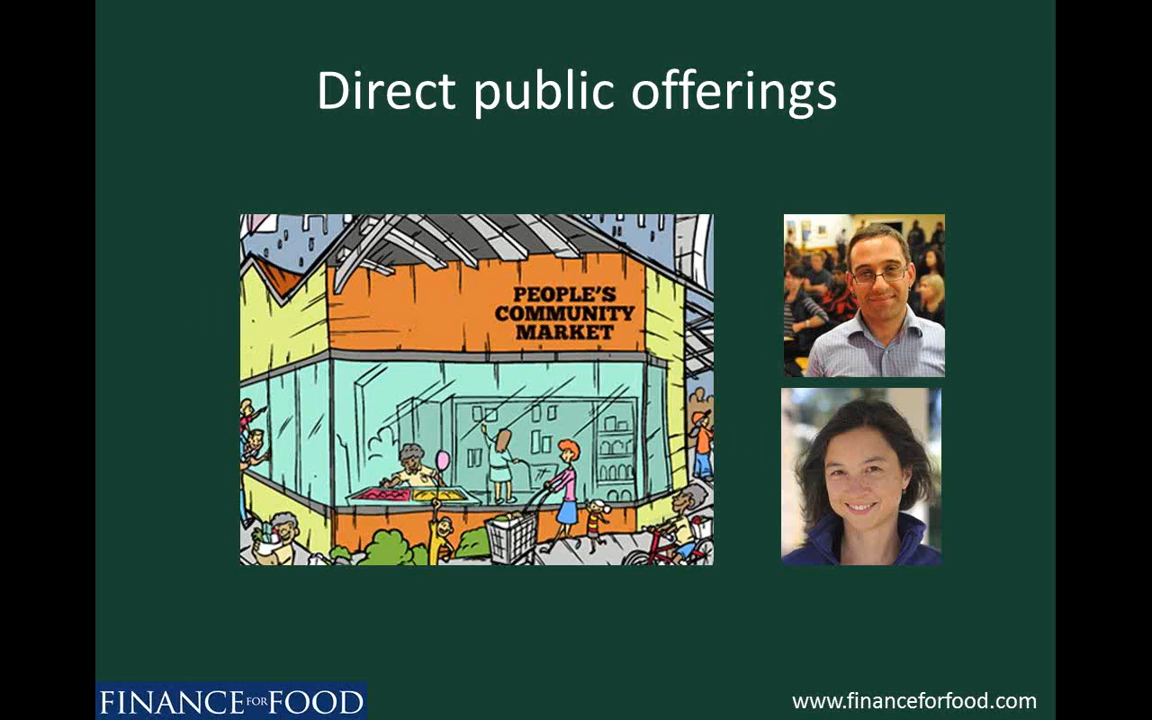 Direct public offerings
PEOPLE'S
COMMUNITY
MARKET
FINANCE FOR FOOD
www.financeforfood.com